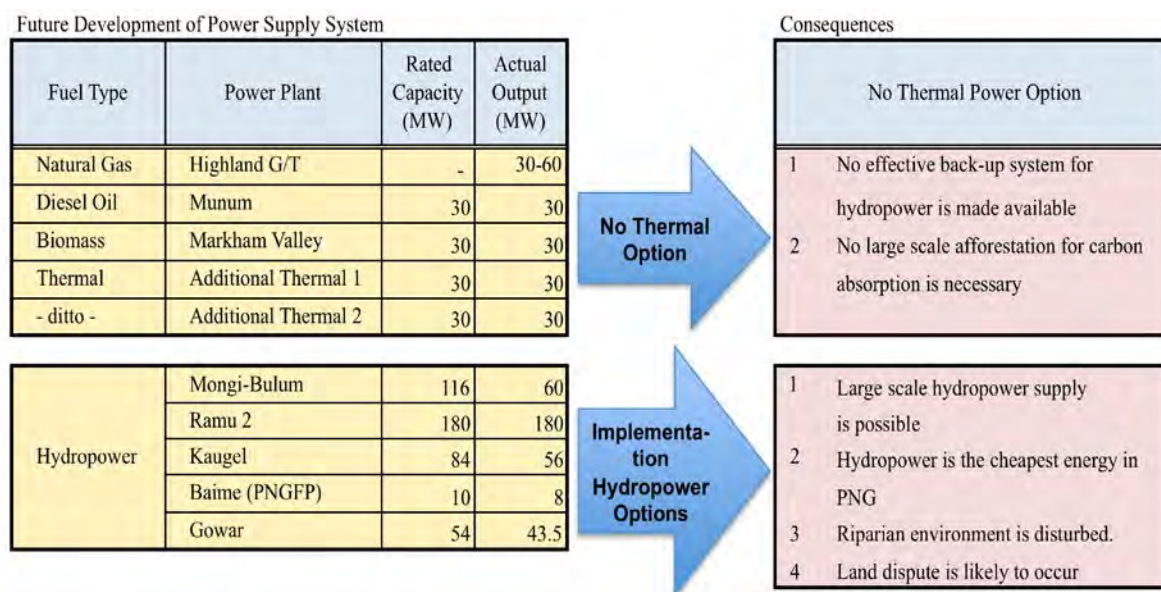 Future Development of Power Supply System
Fuel Type Power Plant Rated Capacity (MW) Actual Output (MW)
Natural Gas Highland G/T - 30-60
Diesel Oil Munum 30 30
Biomass Markham Valley 30 30
Thermal Additional Thermal 1 30 30
- ditto - Additional Thermal 2 30 30
Hydropower
Mongi-Bulum 116 60
Ramu 2 180 180
Kaugel 84 56
Baime (PNGFP) 10 8
Gowar 54 43.5
No Thermal
Option
Implementa-
tion
Hydropower
Options
Consequences
No Thermal Power Option
1 No effective back-up system for
hydropower is made available
2 No large scale afforestation for carbon
absorption is necessary
1 Large scale hydropower supply
is possible
2 Hydropower is the cheapest energy in
PNG
3 Riparian environment is disturbed.
4 Land dispute is likely to occur